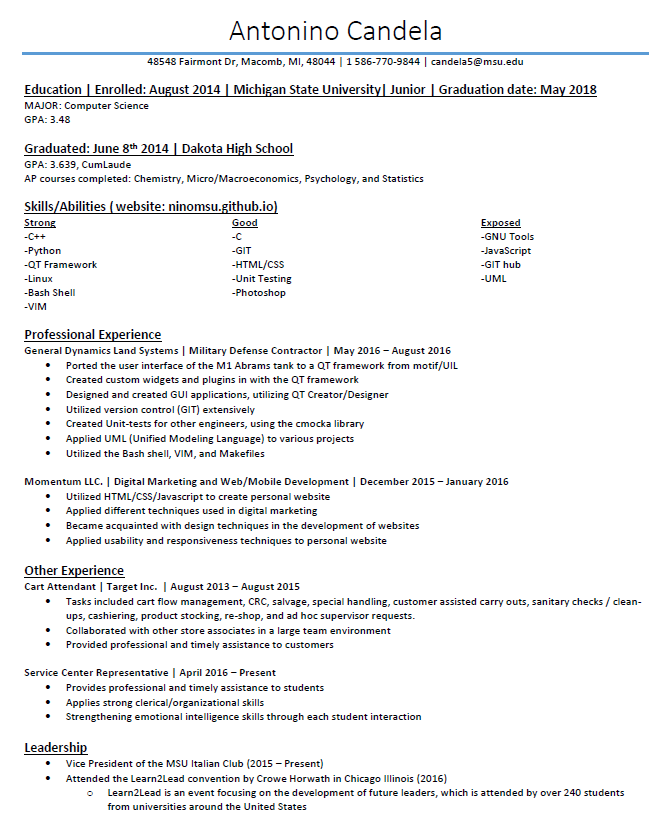 Antonino Candela
48548 Fairmont Dr, Macomb, MI, 48044 | 1 586-770-9844 | candela5@msu.edu
Education | Enrolled: August 2014 | Michigan State University| Junior | Graduation date: May 2018
MAJOR: Computer Science
GPA: 3.48
Graduated: June 8th 2014 | Dakota High School
GPA: 3.639, CumLaude
AP courses completed: Chemistry, Micro/Macroeconomics, Psychology, and Statistics
Skills/Abilities ( website: ninomsu.github.io)
Strong Good Exposed
-C++ -C -GNU Tools
-Python -GIT -JavaScript
-QT Framework -HTML/CSS -GIT hub
-Linux -Unit Testing -UML
-Bash Shell -Photoshop
-VIM
Professional Experience
General Dynamics Land Systems | Military Defense Contractor | May 2016 – August 2016
• Ported the user interface of the M1 Abrams tank to a QT framework from motif/UIL
• Created custom widgets and plugins in with the QT framework
• Designed and created GUI applications, utilizing QT Creator/Designer
• Utilized version control (GIT) extensively
• Created Unit-tests for other engineers, using the cmocka library
• Applied UML (Unified Modeling Language) to various projects
• Utilized the Bash shell, VIM, and Makefiles
Momentum LLC. | Digital Marketing and Web/Mobile Development | December 2015 – January 2016
• Utilized HTML/CSS/Javascript to create personal website
• Applied different techniques used in digital marketing
• Became acquainted with design techniques in the development of websites
• Applied usability and responsiveness techniques to personal website
Other Experience
Cart Attendant | Target Inc. | August 2013 – August 2015
• Tasks included cart flow management, CRC, salvage, special handling, customer assisted carry outs, sanitary checks / clean-
ups, cashiering, product stocking, re-shop, and ad hoc supervisor requests.
• Collaborated with other store associates in a large team environment
• Provided professional and timely assistance to customers
Service Center Representative | April 2016 – Present
• Provides professional and timely assistance to students
• Applies strong clerical/organizational skills
• Strengthening emotional intelligence skills through each student interaction
Leadership
• Vice President of the MSU Italian Club (2015 – Present)
• Attended the Learn2Lead convention by Crowe Horwath in Chicago Illinois (2016)
o Learn2Lead is an event focusing on the development of future leaders, which is attended by over 240 students
from universities around the United States